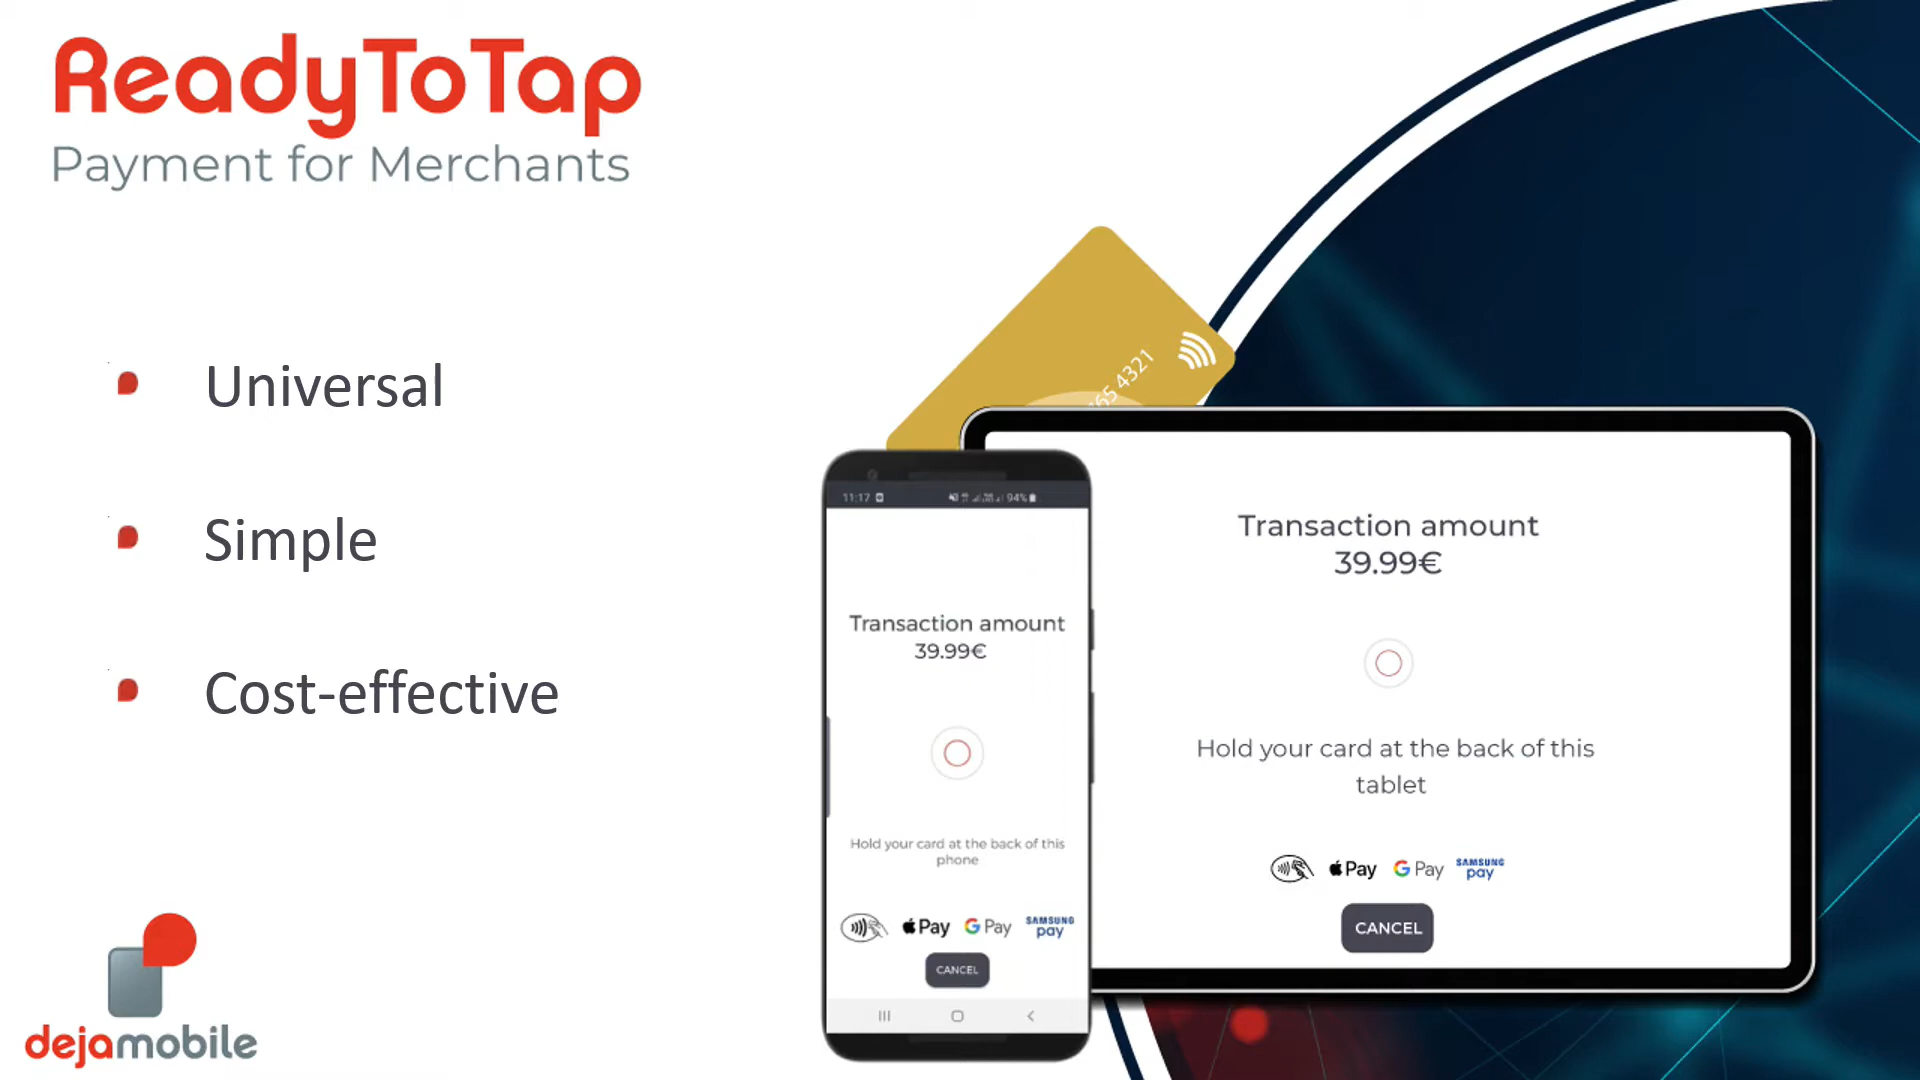 ReadyToTap
Payment for Merchants
Universal
Simple
Cost-effective
dejamobile
4321
11:17
94%
Transaction amount
39.99€
Hold your card at the back of this
phone
Pay
G Pay
SAMSUNG
pay
CANCEL
Transaction amount
39.99€
Hold your card at the back of this
tablet
Pay
G Pay
SAMSUNG
pay
CANCEL